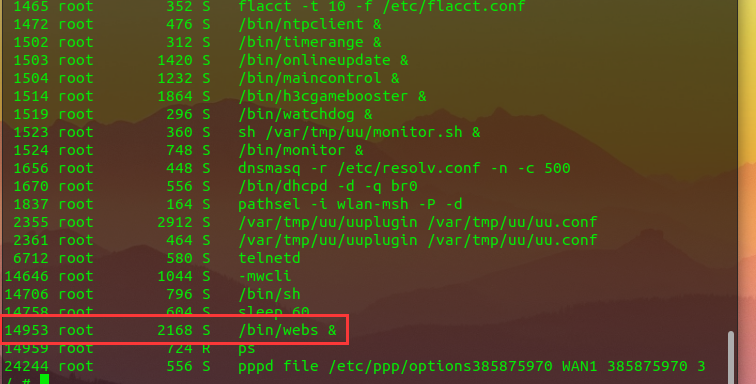 1465 root 352 S flacct -t 10 -f /etc/flacct.conf
1472 root 476 S /bin/ntpclient &
1502 root 312 S /bin/timerange &
1503 root 1420 S /bin/onlineupdate &
1504 root 1232 S /bin/maincontrol &
1514 root 1864 S /bin/h3cgamebooster &
1519 root 296 S /bin/watchdog &
1523 root 360 S sh /var/tmp/uu/monitor.sh &
1524 root 748 S /bin/monitor &
1656 root 448 S dnsmasq -r /etc/resolv.conf -n -c 500
1670 root 556 S /bin/dhcpd -d -q br0
1837 root 164 S pathsel -i wlan-msh -P -d
2355 root 2912 S /var/tmp/uu/uuplugin /var/tmp/uu/uu.conf
2361 root 464 S /var/tmp/uu/uuplugin /var/tmp/uu/uu.conf
6712 root 580 S telnetd
14646 root 1044 S -mwcli
14706 root 796 S /bin/sh
14758 root 604 S sleep 60
14953 root 2168 S /bin/webs &
14959 root 724 R ps
24244 root 556 S pppd file /etc/ppp/options385875970 WAN1 385875970 3
/ #